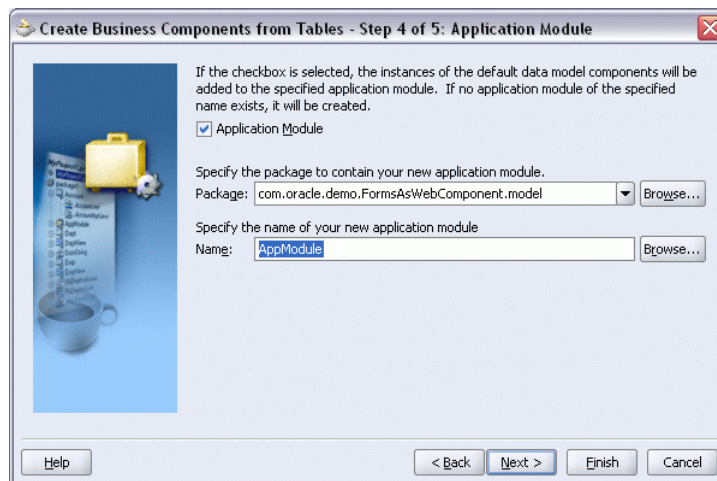 Create Business Components from Tables - Step 4 of 5: Application Module
If the checkbox is selected, the instances of the default data model components will be
added to the specified application module. If no application module of the specified
name exists, it will be created.
Application Module
Specify the package to contain your new application module.
Package: com.oracle.demo.FormsAsWebComponent.model Browse...
Specify the name of your new application module
Name: AppModule Browse...
Help < Back Next > Finish Cancel